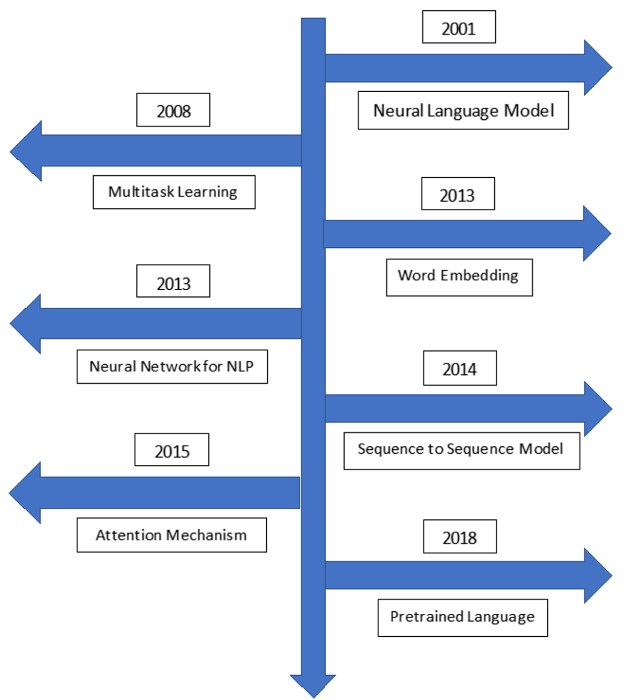 2001
Neural Language Model
2008
Multitask Learning
2013
Word Embedding
2013
Neural Network for NLP
2014
Sequence to Sequence Model
2015
Attention Mechanism
2018
Pretrained Language